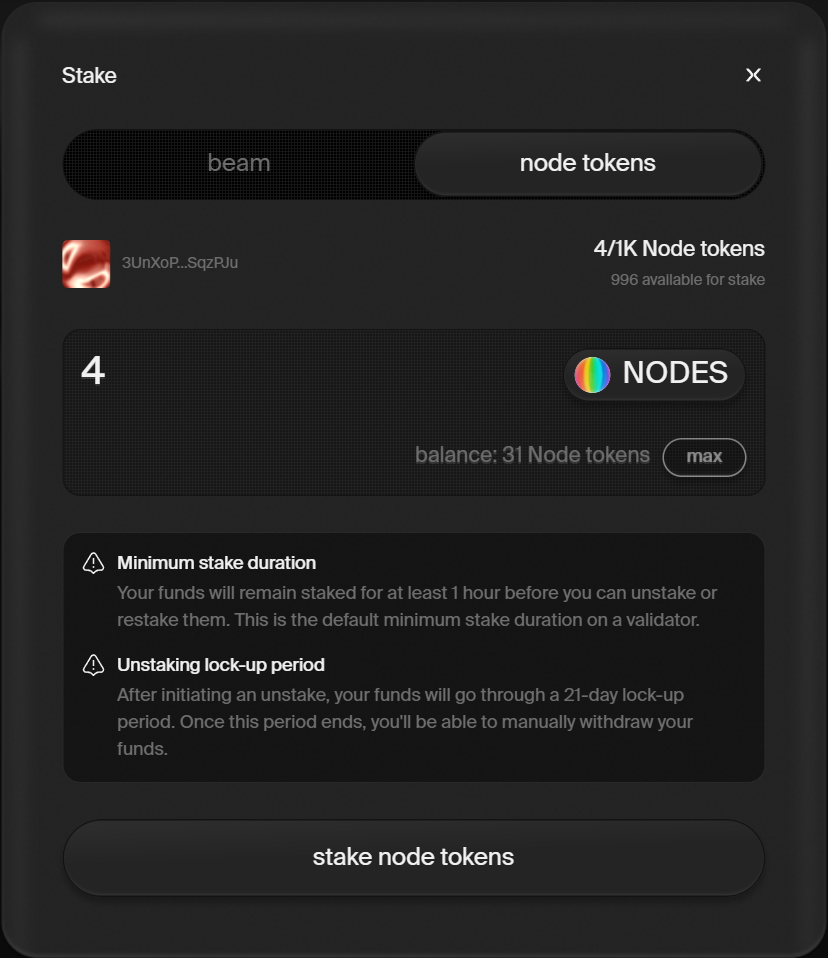 Stake
beam
node tokens
3UnXoP...SqzPJu
4/1K Node tokens
996 available for stake
4
NODES
balance: 31 Node tokens
max
Minimum stake duration
Your funds will remain staked for at least 1 hour before you can unstake or
restake them. This is the default minimum stake duration on a validator.
Unstaking lock-up period
After initiating an unstake, your funds will go through a 21-day lock-up
period. Once this period ends, you'll be able to manually withdraw your
funds.
stake node tokens